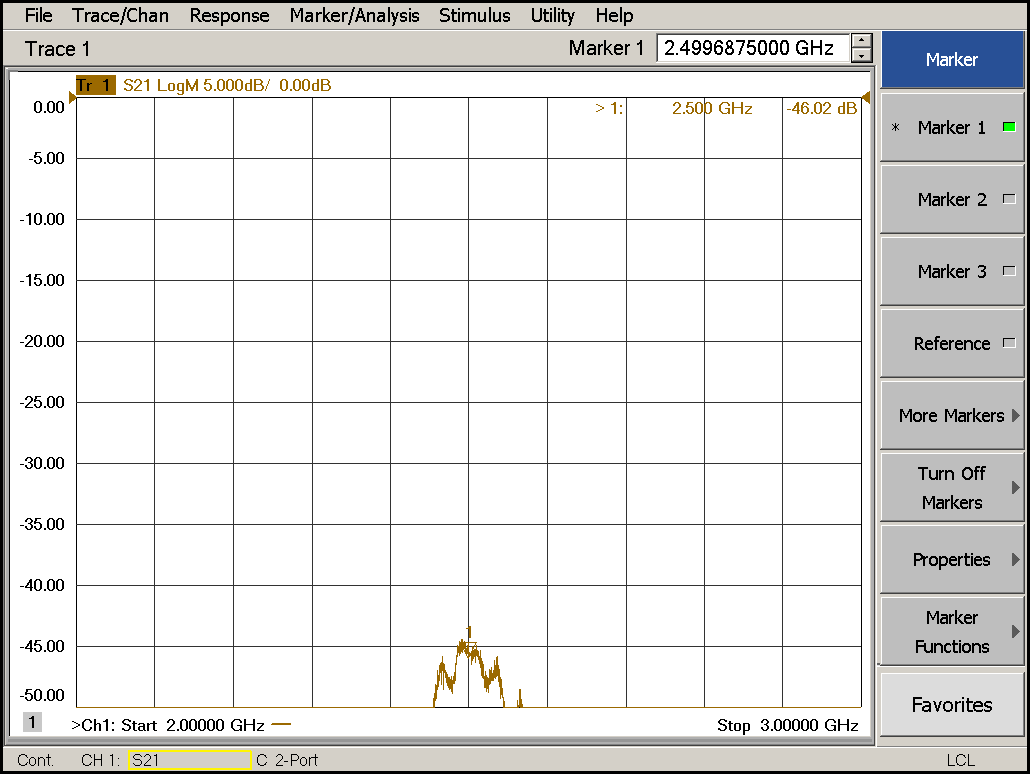 File Trace/Chan Response Marker/Analysis Stimulus Utility Help
Trace 1 Marker 1 2.4996875000 GHz
Tr 1 S21 LogM 5.000dB/ 0.00dB
> 1: 2.500 GHz -46.02 dB
0.00
-5.00
-10.00
-15.00
-20.00
-25.00
-30.00
-35.00
-40.00
-45.00
-50.00
1
1 >Ch1: Start 2.00000 GHz Stop 3.00000 GHz
Cont. CH 1: S21 C 2-Port LCL
Marker
* Marker 1
Marker 2
Marker 3
Reference
More Markers
Turn Off
Markers
Properties
Marker
Functions
Favorites